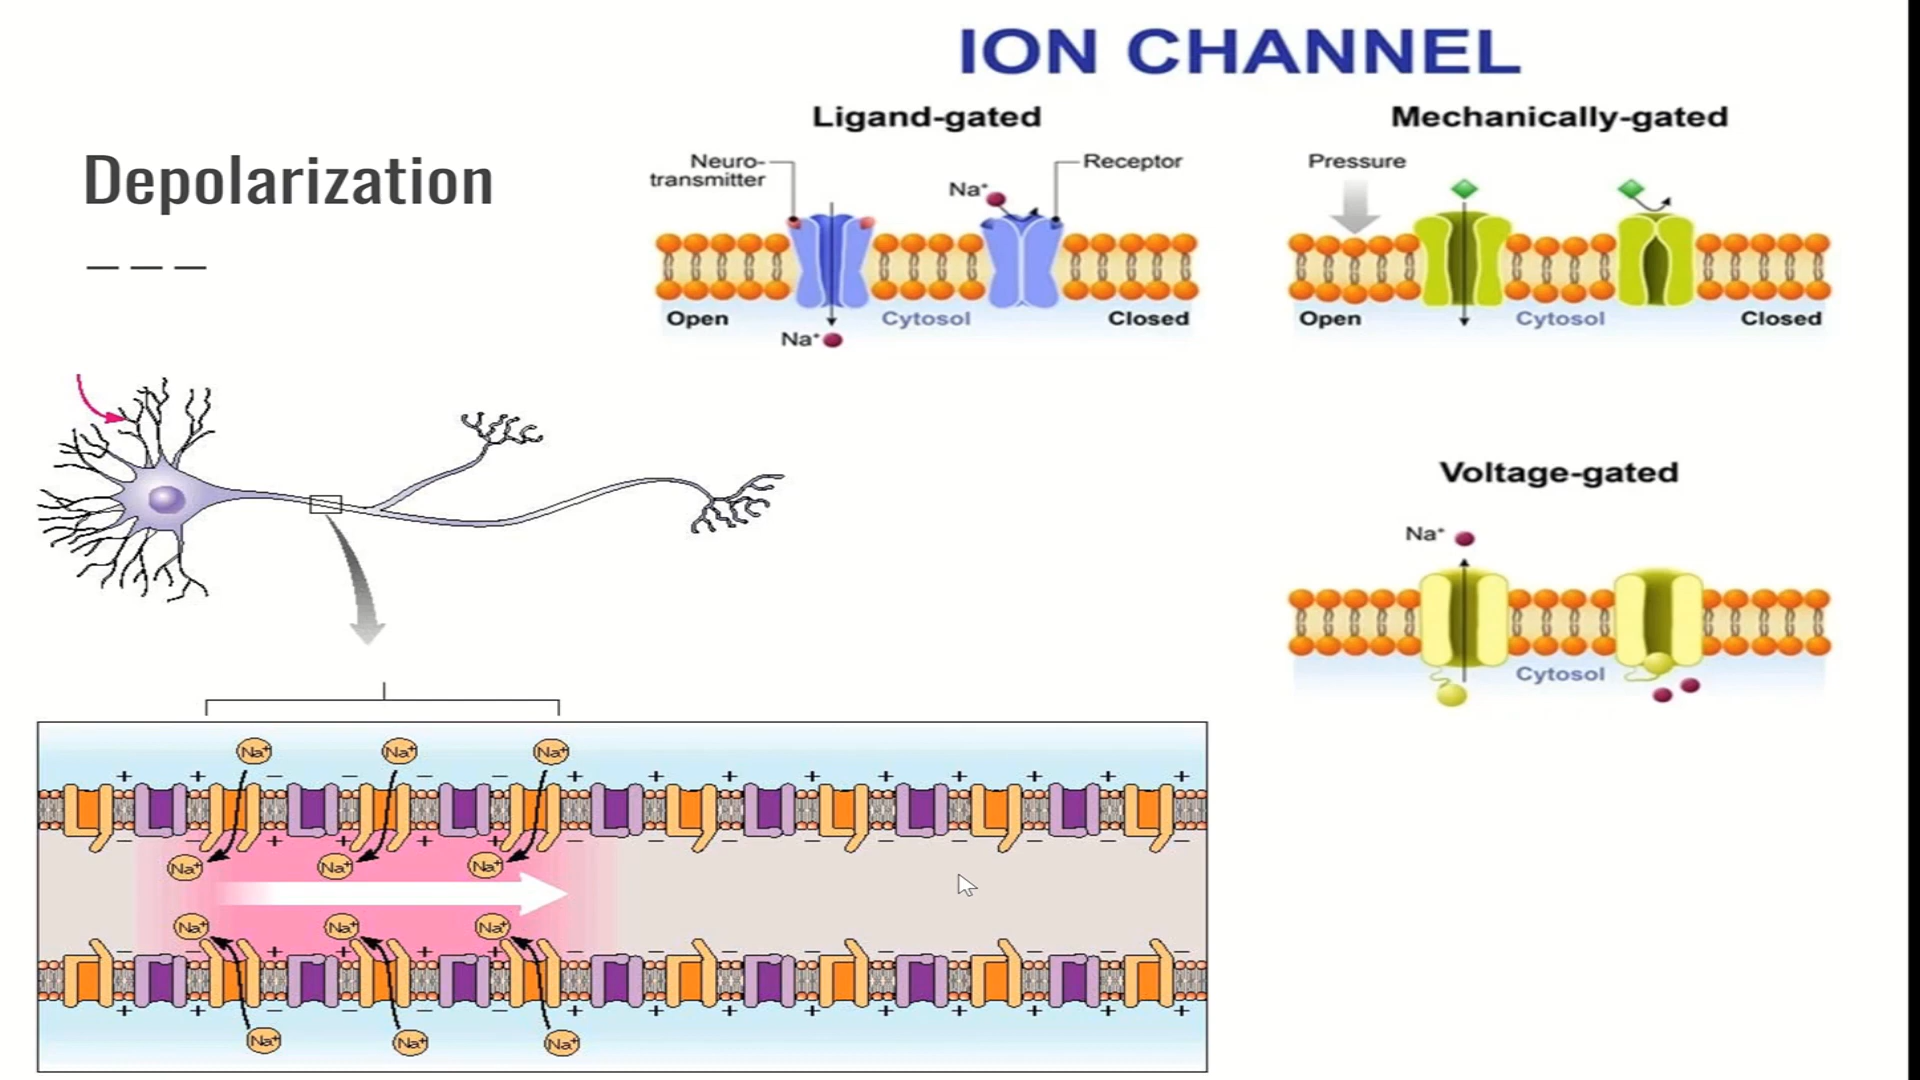 ION CHANNEL
Depolarization
Ligand-gated
Neuro-
transmitter
Na⁺
Receptor
Open
Cytosol
Closed
Na⁺
Mechanically-gated
Pressure
Open
Cytosol
Closed
Voltage-gated
Na⁺
Cytosol
Na⁺ Na⁺ Na⁺
+ + − − − − + + + + + + + + +
− − + + + + − − − − − − − − −
Na⁺ Na⁺ Na⁺
Na⁺ Na⁺ Na⁺
− − + + + + − − − − − − − − −
+ + − − − − + + + + + + + + +
Na⁺ Na⁺ Na⁺